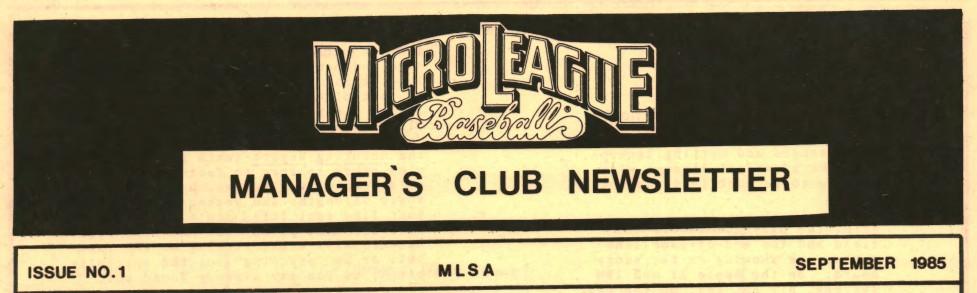 MICRO LEAGUE
Baseball®
MANAGER`S CLUB NEWSLETTER
ISSUE NO.1 MLSA SEPTEMBER 1985